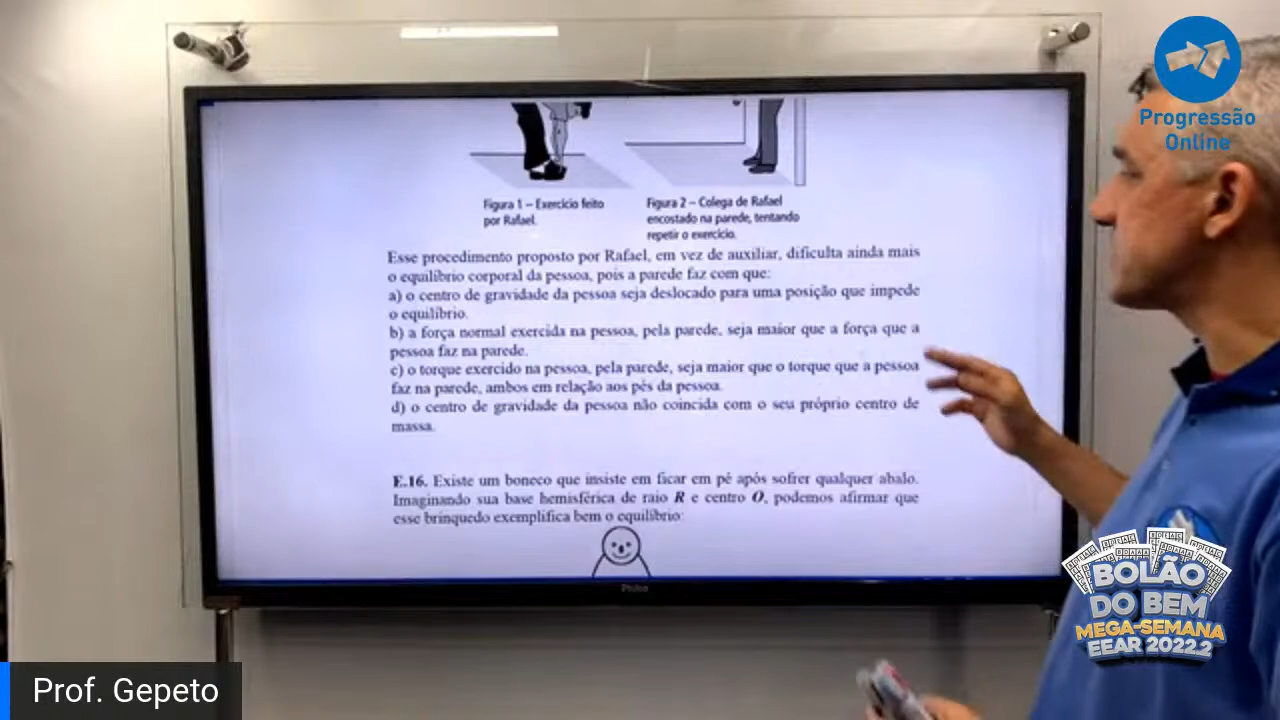 Progressão
Online
Figura 1 – Exercício feito
por Rafael.
Figura 2 – Colega de Rafael
encostado na parede, tentando
repetir o exercício.
Esse procedimento proposto por Rafael, em vez de auxiliar, dificulta ainda mais
o equilíbrio corporal da pessoa, pois a parede faz com que:
a) o centro de gravidade da pessoa seja deslocado para uma posição que impede
o equilíbrio.
b) a força normal exercida na pessoa, pela parede, seja maior que a força que a
pessoa faz na parede.
c) o torque exercido na pessoa, pela parede, seja maior que o torque que a pessoa
faz na parede, ambos em relação aos pés da pessoa.
d) o centro de gravidade da pessoa não coincida com o seu próprio centro de
massa.
E.16. Existe um boneco que insiste em ficar em pé após sofrer qualquer abalo.
Imaginando sua base hemisférica de raio R e centro O, podemos afirmar que
esse brinquedo exemplifica bem o equilíbrio:
Philco
BOLÃO
DO BEM
MEGA-SEMANA
EEAR 2022.2
Prof. Gepeto